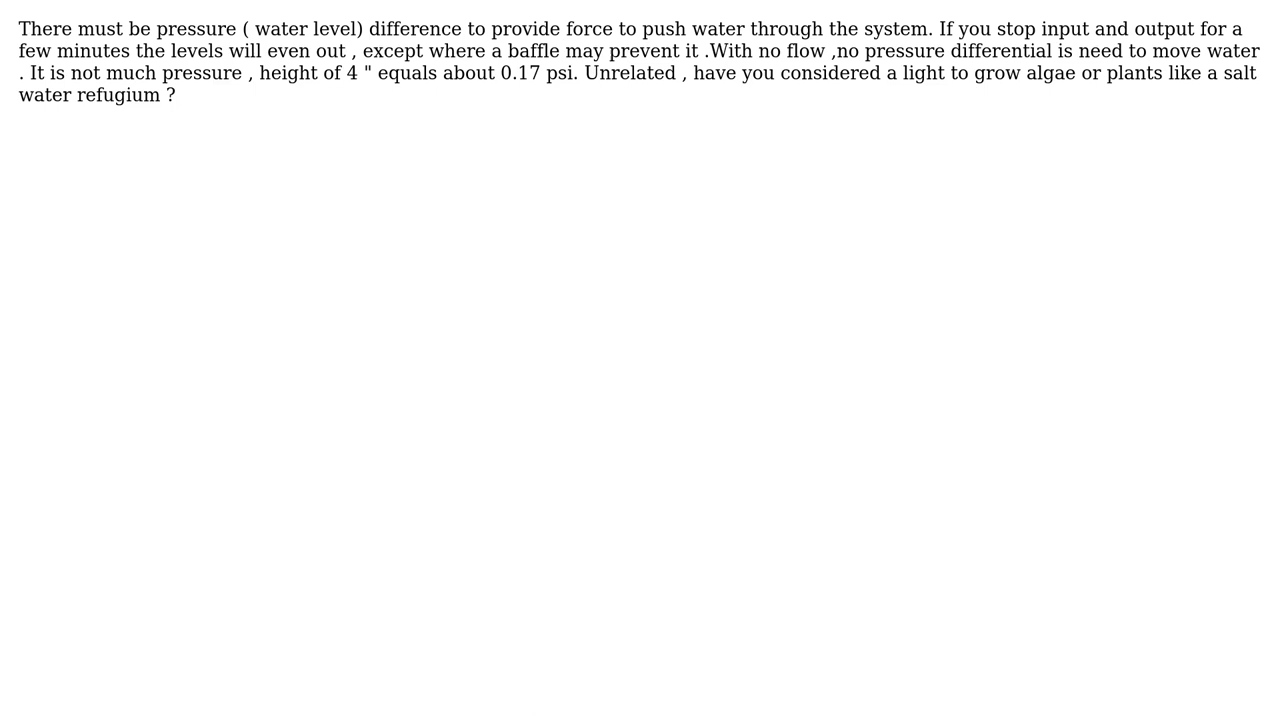 There must be pressure ( water level) difference to provide force to push water through the system. If you stop input and output for a
few minutes the levels will even out , except where a baffle may prevent it .With no flow ,no pressure differential is need to move water
. It is not much pressure , height of 4 " equals about 0.17 psi. Unrelated , have you considered a light to grow algae or plants like a salt
water refugium ?